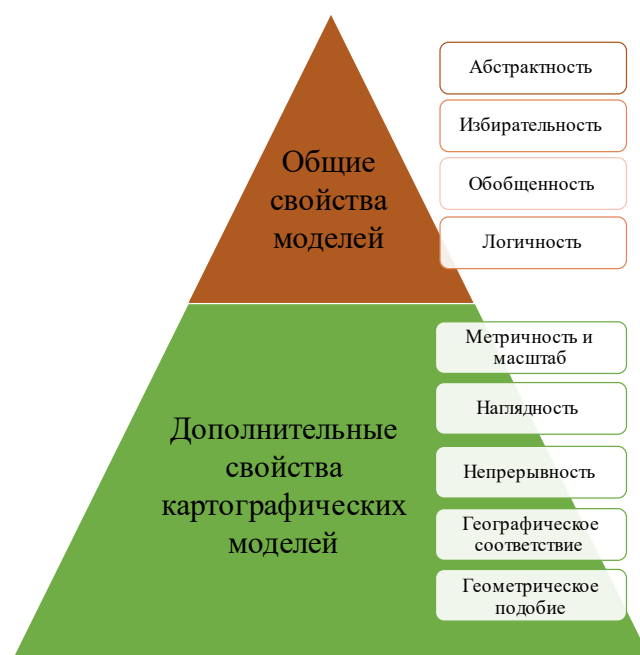 Общие
свойства
моделей
Абстрактность
Избирательность
Обобщенность
Логичность
Дополнительные
свойства
картографических
моделей
Метричность и
масштаб
Наглядность
Непрерывность
Географическое
соответствие
Геометрическое
подобие